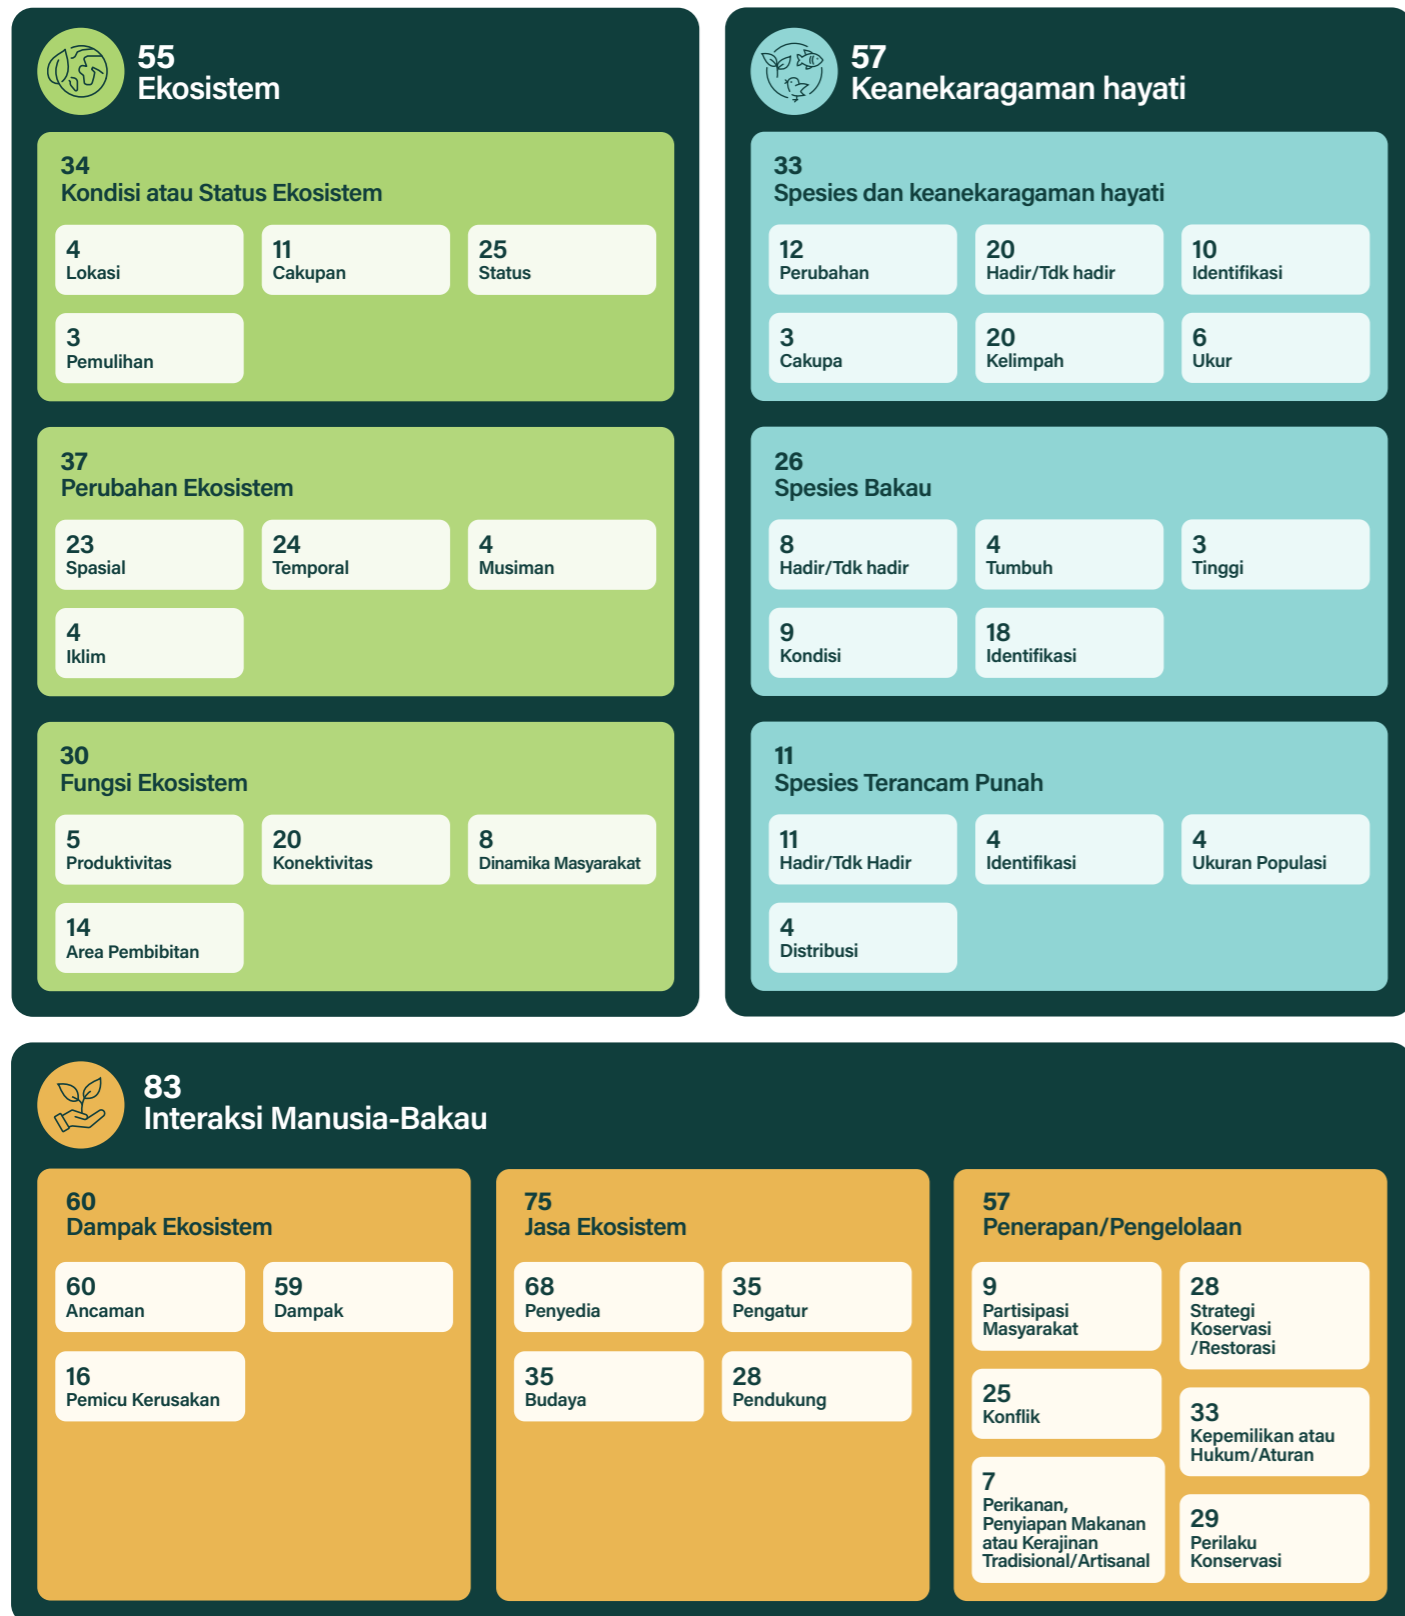 55
Ekosistem
34
Kondisi atau Status Ekosistem
4
Lokasi
11
Cakupan
25
Status
3
Pemulihan
37
Perubahan Ekosistem
23
Spasial
24
Temporal
4
Musiman
4
Iklim
30
Fungsi Ekosistem
5
Produktivitas
20
Konektivitas
8
Dinamika Masyarakat
14
Area Pembibitan
57
Keanekaragaman hayati
33
Spesies dan keanekaragaman hayati
12
Perubahan
20
Hadir/Tdk hadir
10
Identifikasi
3
Cakupa
20
Kelimpah
6
Ukur
26
Spesies Bakau
8
Hadir/Tdk hadir
4
Tumbuh
3
Tinggi
9
Kondisi
18
Identifikasi
11
Spesies Terancam Punah
11
Hadir/Tdk Hadir
4
Identifikasi
4
Ukuran Populasi
4
Distribusi
83
Interaksi Manusia-Bakau
60
Dampak Ekosistem
60
Ancaman
59
Dampak
16
Pemicu Kerusakan
75
Jasa Ekosistem
68
Penyedia
35
Pengatur
35
Budaya
28
Pendukung
57
Penerapan/Pengelolaan
9
Partisipasi
Masyarakat
28
Strategi
Koservasi
/Restorasi
25
Konflik
33
Kepemilikan atau
Hukum/Aturan
7
Perikanan,
Penyiapan Makanan
atau Kerajinan
Tradisional/Artisanal
29
Perilaku
Konservasi